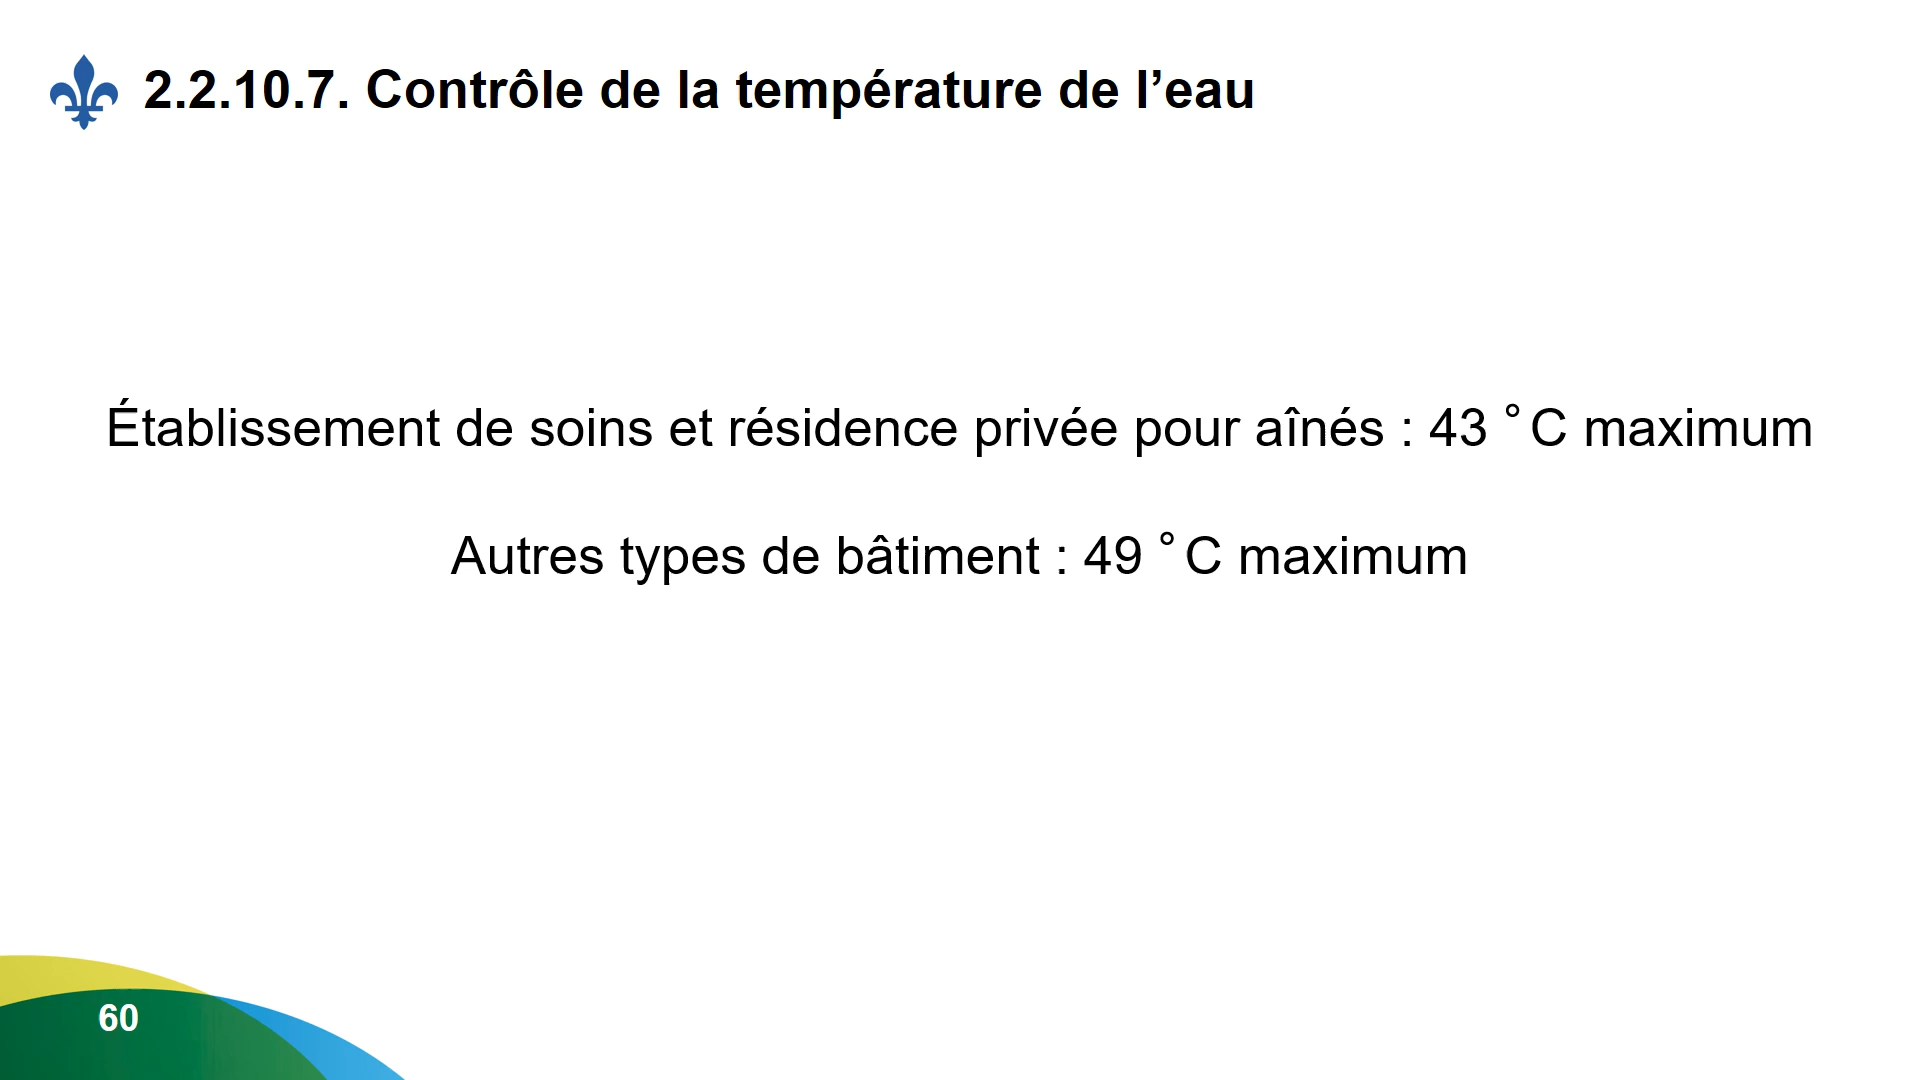 2.2.10.7. Contrôle de la température de l’eau
Établissement de soins et résidence privée pour aînés : 43 ˚C maximum
Autres types de bâtiment : 49 ˚C maximum
60